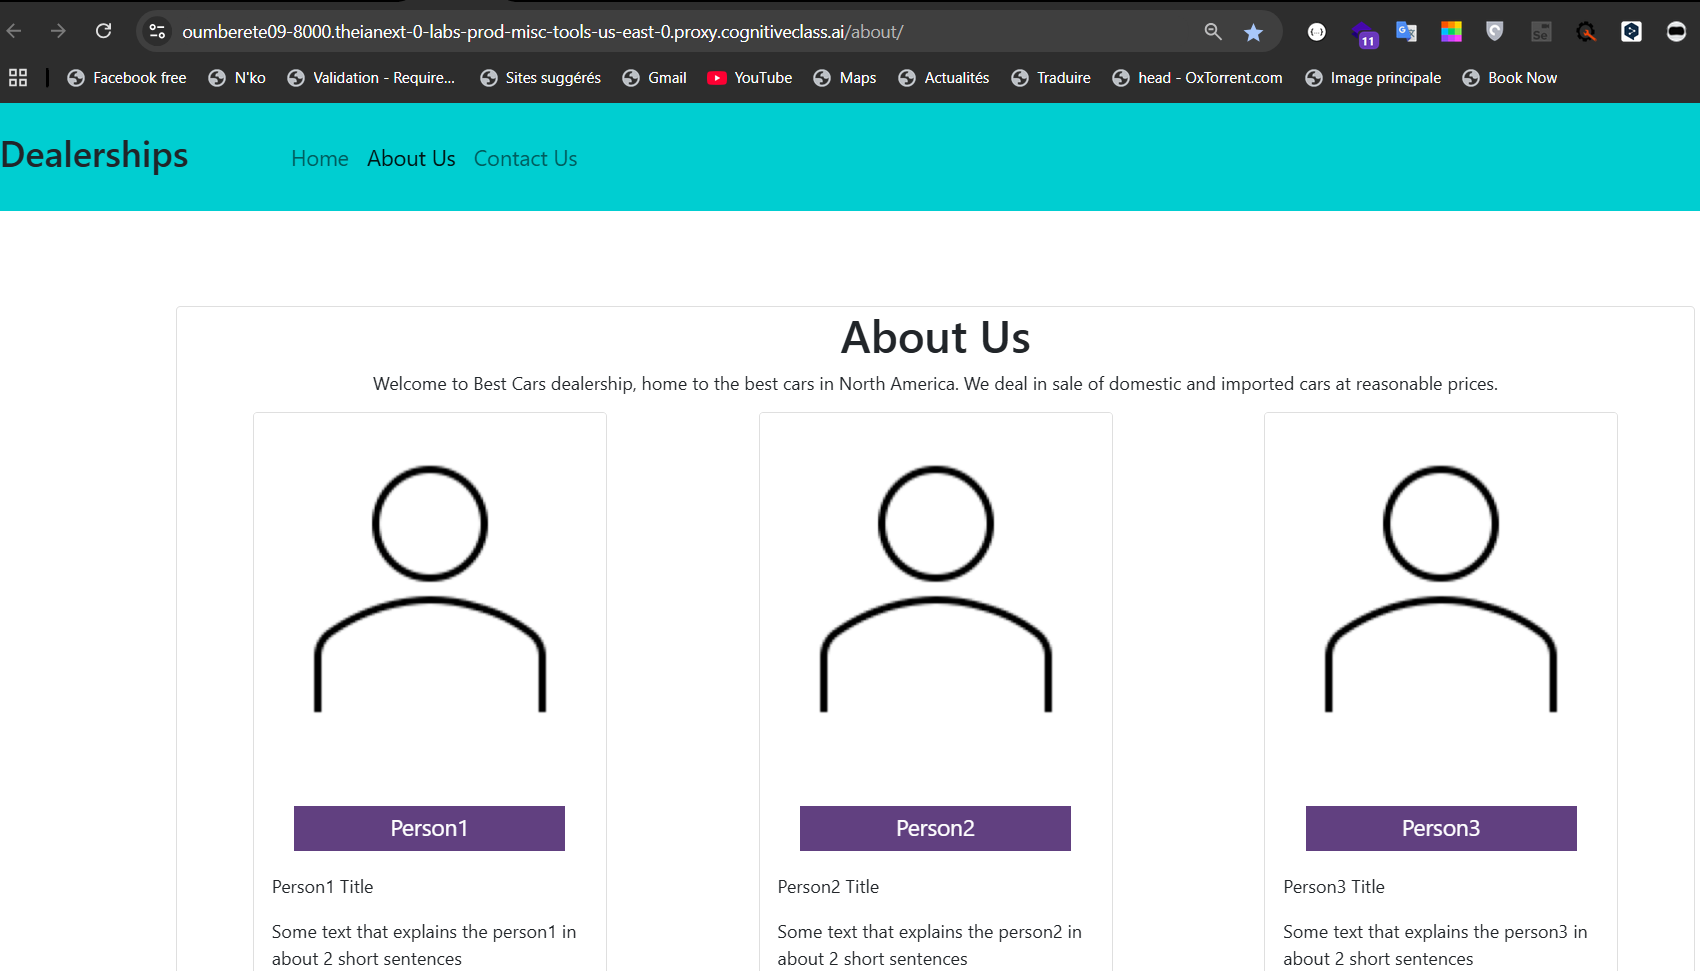 oumberete09-8000.theianext-0-labs-prod-misc-tools-us-east-0.proxy.cognitiveclass.ai/about/
11
Se
Facebook free N'ko Validation - Require... Sites suggérés Gmail YouTube Maps Actualités Traduire head - OxTorrent.com Image principale Book Now
Dealerships Home About Us Contact Us
About Us
Welcome to Best Cars dealership, home to the best cars in North America. We deal in sale of domestic and imported cars at reasonable prices.
Person1 Person2 Person3
Person1 Title Person2 Title Person3 Title
Some text that explains the person1 in Some text that explains the person2 in Some text that explains the person3 in
about 2 short sentences about 2 short sentences about 2 short sentences